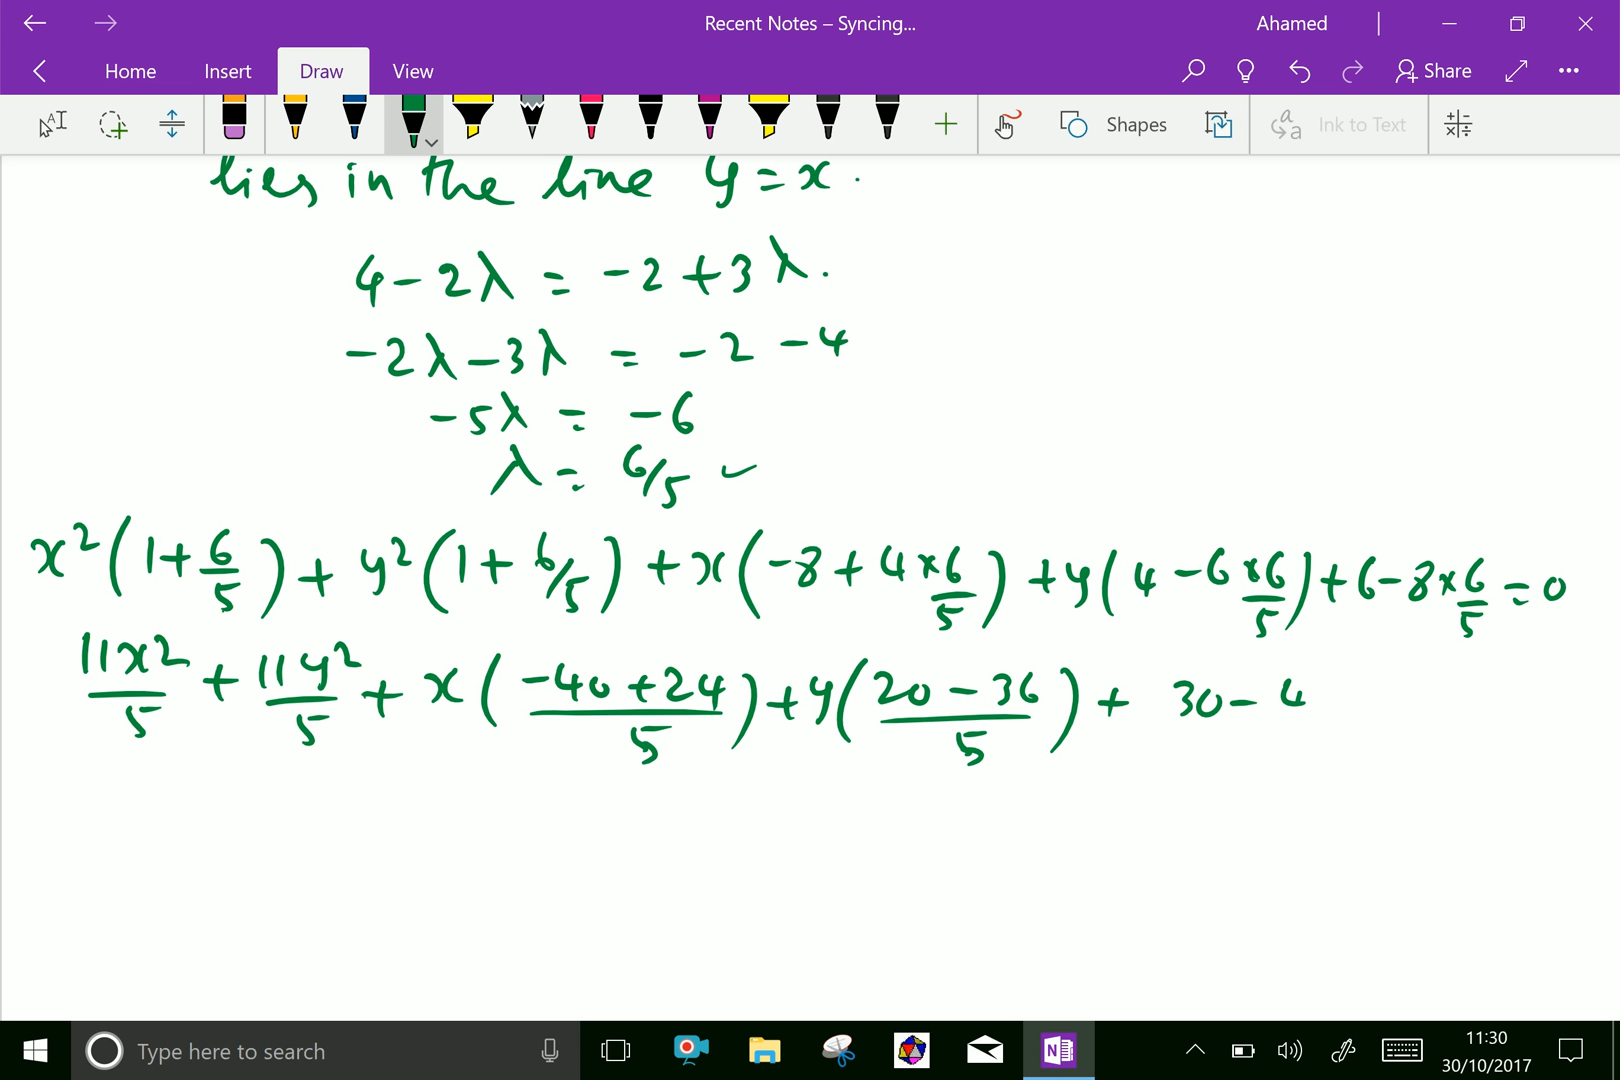 Recent Notes – Syncing...
Ahamed
Home Insert Draw View
Share
Shapes
Ink to Text
lies in the line y = x .
4 - 2λ = -2 + 3λ.
-2λ - 3λ = -2 - 4
-5λ = -6
λ = 6/5 ✓
x²(1+6/5) + y²(1+6/5) + x(-8+4×6/5) + y(4-6×6/5) + 6-8×6/5 = 0
11x²/5 + 11y²/5 + x(-40+24/5) + y(20-36/5) + 30-4
Type here to search
11:30
30/10/2017